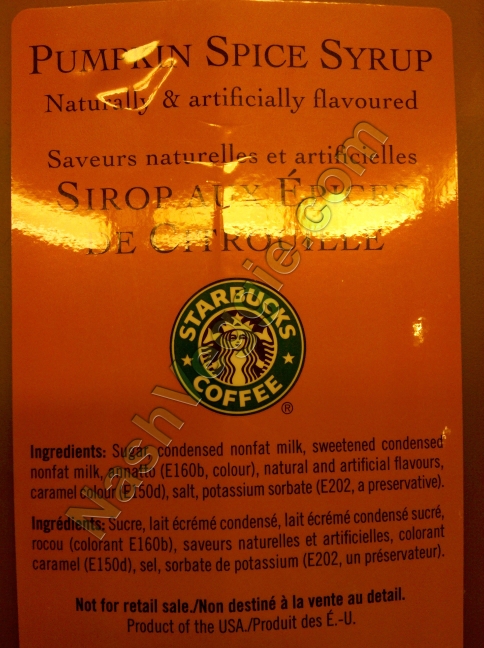 PUMPKIN SPICE SYRUP
Naturally & artificially flavoured
Saveurs naturelles et artificielles
SIROP AUX ÉPICES
DE CITROUILLE
STARBUCKS
COFFEE
®
Ingredients: Sugar, condensed nonfat milk, sweetened condensed
nonfat milk, annatto (E160b, colour), natural and artificial flavours,
caramel colour (E150d), salt, potassium sorbate (E202, a preservative).
Ingrédients: Sucre, lait écrémé condensé, lait écrémé condensé sucré,
rocou (colorant E160b), saveurs naturelles et artificielles, colorant
caramel (E150d), sel, sorbate de potassium (E202, un préservateur).
Not for retail sale./Non destiné à la vente au detail.
Product of the USA./Produit des É.-U.